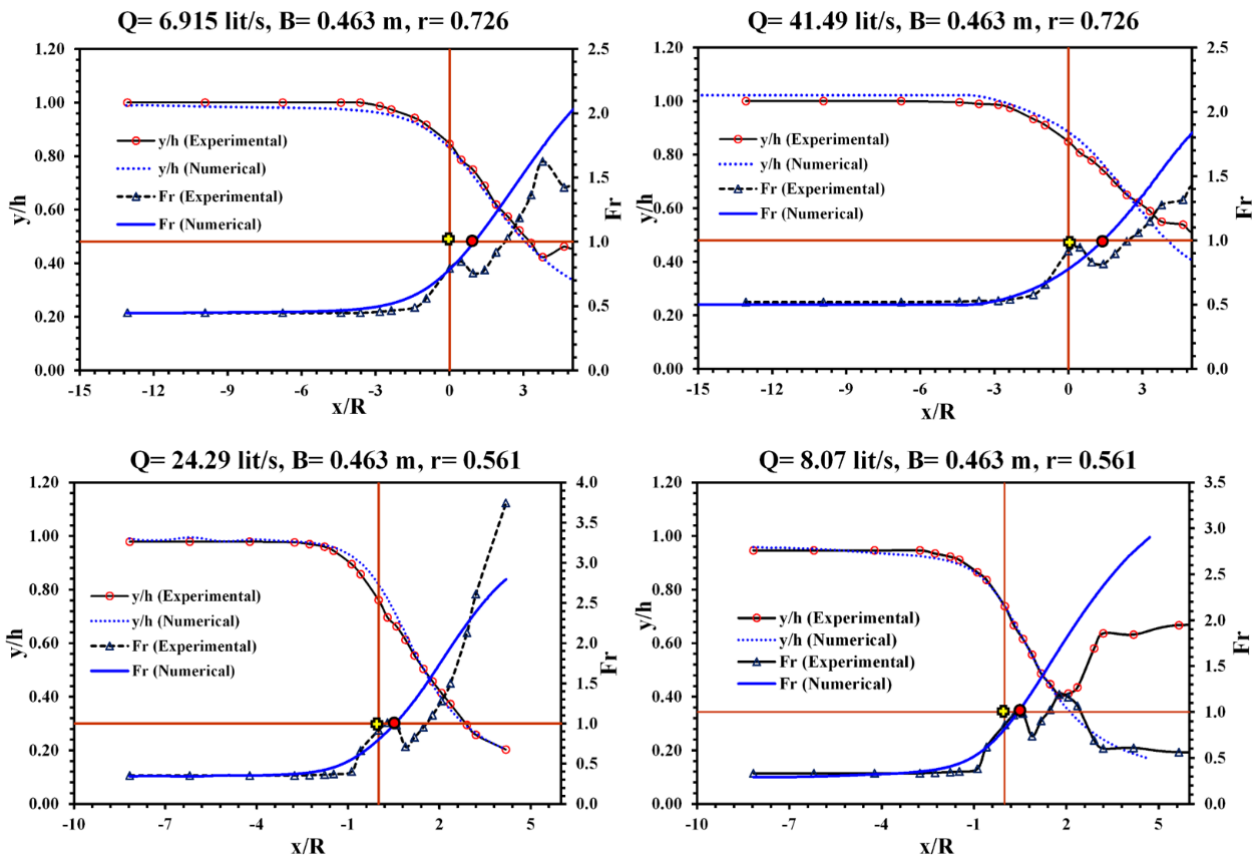 Q= 6.915 lit/s, B= 0.463 m, r= 0.726
1.20
1.00
0.80
0.60
0.40
0.20
0.00
y/h
2.5
2.0
1.5
1.0
0.5
0.0
Fr
y/h (Experimental)
y/h (Numerical)
Fr (Experimental)
Fr (Numerical)
-15 -12 -9 -6 -3 0 3
x/R
Q= 41.49 lit/s, B= 0.463 m, r= 0.726
1.20
1.00
0.80
0.60
0.40
0.20
0.00
y/h
2.5
2.0
1.5
1.0
0.5
0.0
Fr
y/h (Experimental)
y/h (Numerical)
Fr (Experimental)
Fr (Numerical)
-15 -12 -9 -6 -3 0 3
x/R
Q= 24.29 lit/s, B= 0.463 m, r= 0.561
1.20
1.00
0.80
0.60
0.40
0.20
0.00
y/h
4.0
3.5
3.0
2.5
2.0
1.5
1.0
0.5
0.0
Fr
y/h (Experimental)
y/h (Numerical)
Fr (Experimental)
Fr (Numerical)
-10 -7 -4 -1 2 5
x/R
Q= 8.07 lit/s, B= 0.463 m, r= 0.561
1.20
1.00
0.80
0.60
0.40
0.20
0.00
y/h
3.5
3.0
2.5
2.0
1.5
1.0
0.5
0.0
Fr
y/h (Experimental)
y/h (Numerical)
Fr (Experimental)
Fr (Numerical)
-10 -7 -4 -1 2 5
x/R